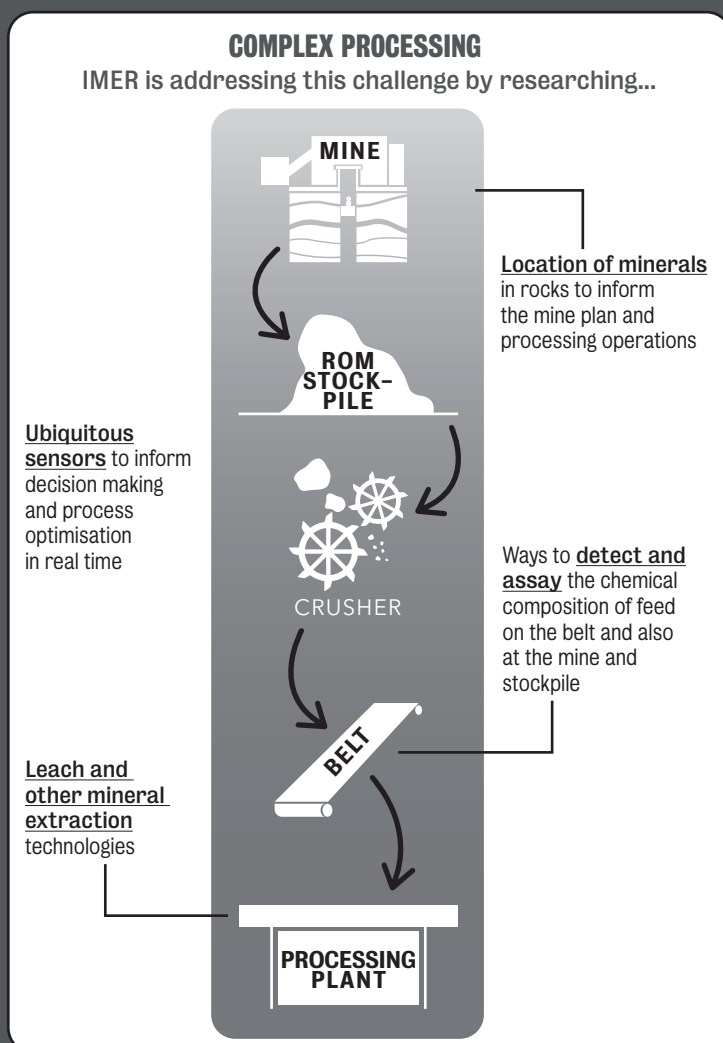 COMPLEX PROCESSING
IMER is addressing this challenge by researching...
MINE
Location of minerals
in rocks to inform
the mine plan and
processing operations
ROM
STOCK–
PILE
Ubiquitous
sensors to inform
decision making
and process
optimisation
in real time
CRUSHER
Ways to detect and
assay the chemical
composition of feed
on the belt and also
at the mine and
stockpile
BELT
Leach and
other mineral
extraction
technologies
PROCESSING
PLANT